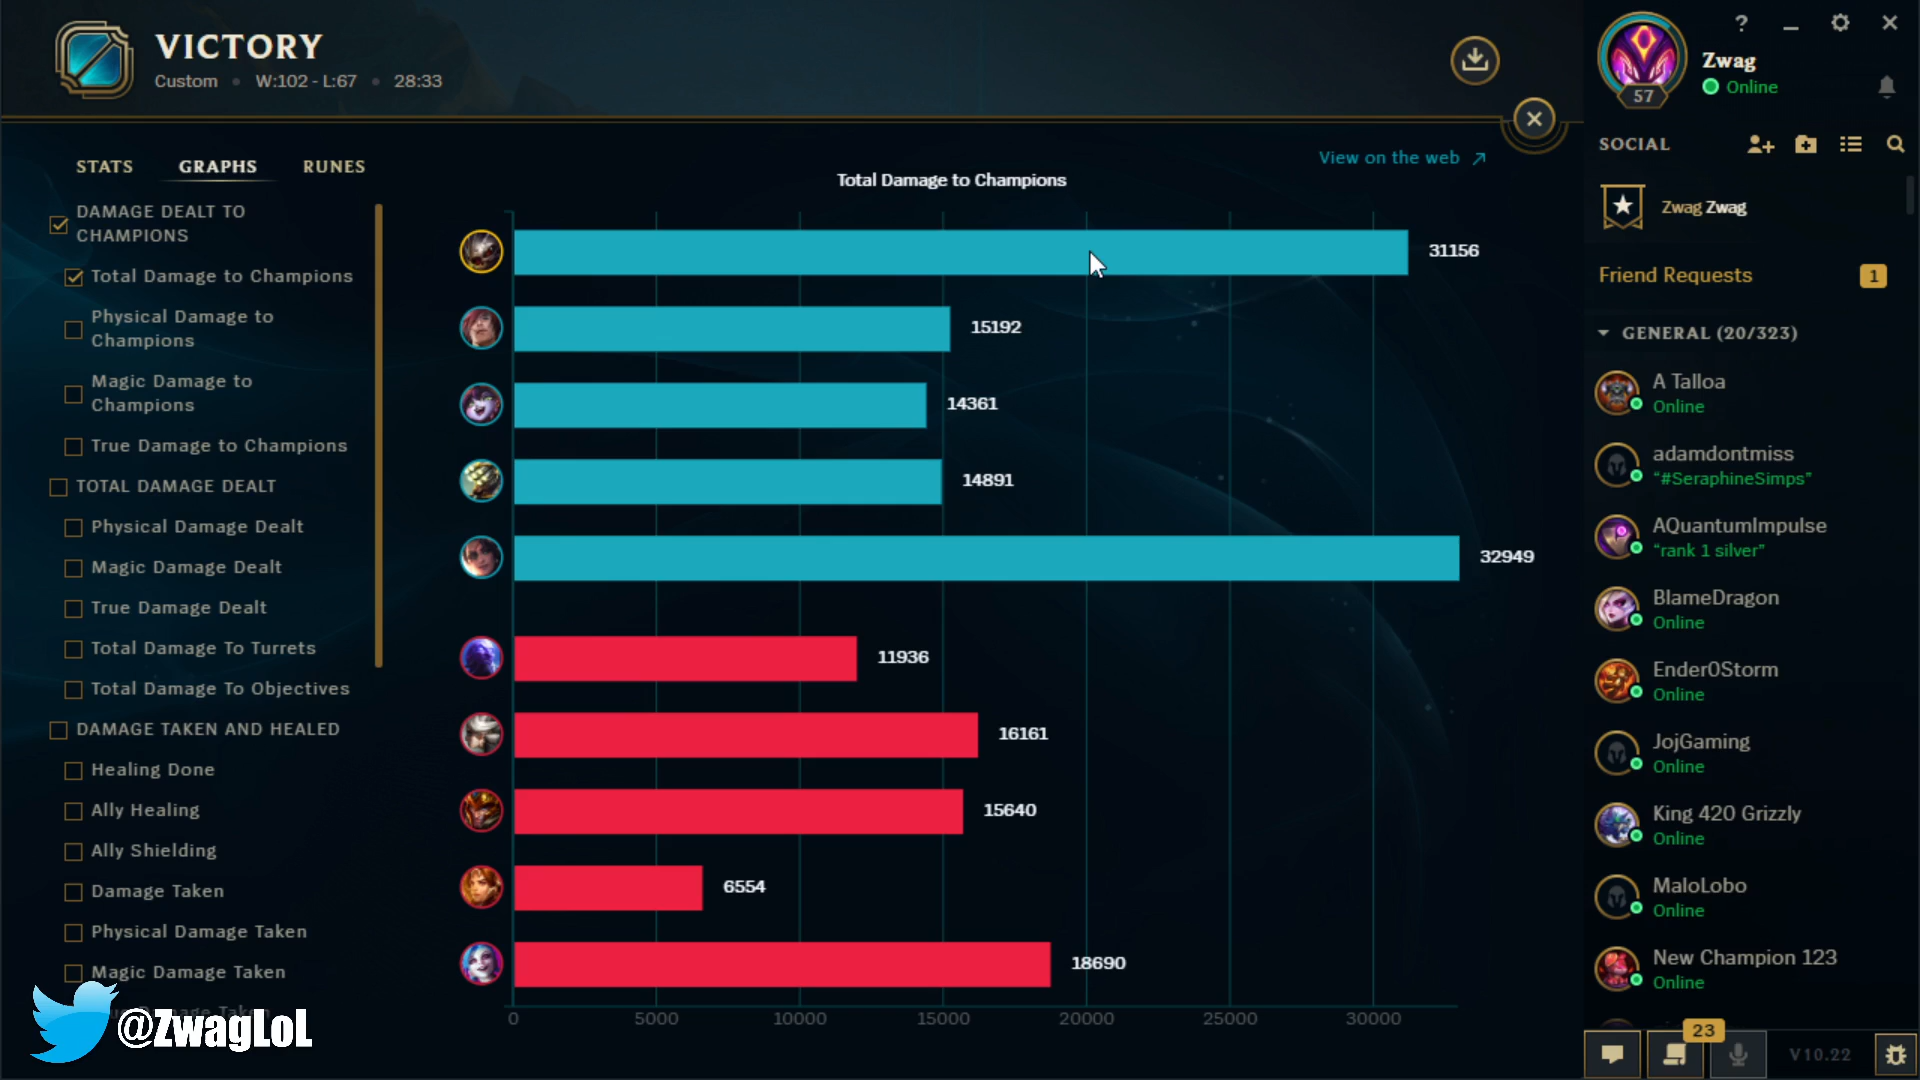 VICTORY
Custom • W:102 - L:67 • 28:33
?
Zwag
Online
57
STATS
GRAPHS
RUNES
View on the web
Total Damage to Champions
DAMAGE DEALT TO
CHAMPIONS
Total Damage to Champions
Physical Damage to
Champions
Magic Damage to
Champions
True Damage to Champions
TOTAL DAMAGE DEALT
Physical Damage Dealt
Magic Damage Dealt
True Damage Dealt
Total Damage To Turrets
Total Damage To Objectives
DAMAGE TAKEN AND HEALED
Healing Done
Ally Healing
Ally Shielding
Damage Taken
Physical Damage Taken
Magic Damage Taken
@ZwagLoL
31156
15192
14361
14891
32949
11936
16161
15640
6554
18690
0 5000 10000 15000 20000 25000 30000
SOCIAL
Zwag Zwag
Friend Requests 1
GENERAL (20/323)
A Talloa
Online
adamdontmiss
“#SeraphineSimps”
AQuantumImpulse
“rank 1 silver”
BlameDragon
Online
Ender0Storm
Online
JojGaming
Online
King 420 Grizzly
Online
MaloLobo
Online
New Champion 123
Online
23
V10.22